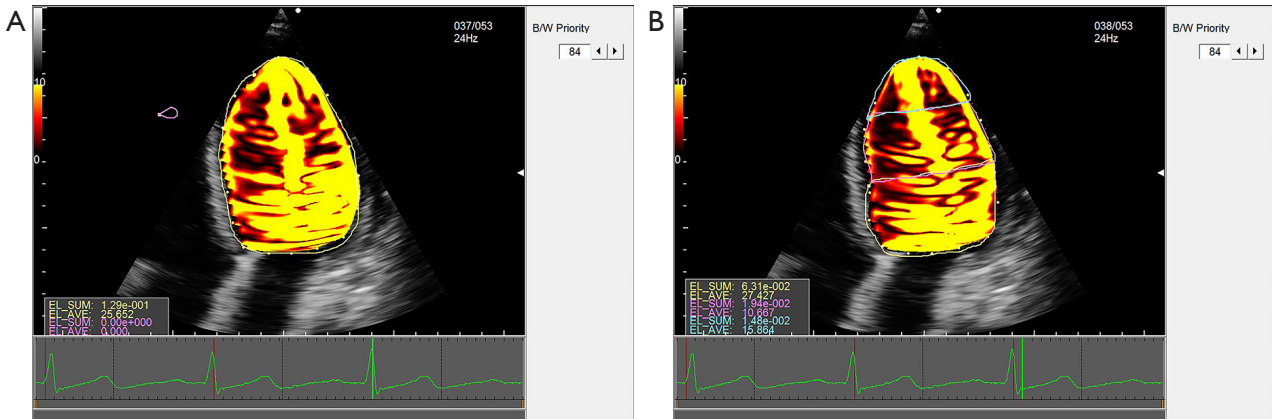 A
037/053
24Hz
B/W Priority
84
10
0
EL_SUM: 1.29e-001
EL_AVE: 25.652
EL_SUM: 0.00e+000
EL_AVE: 0.000
B
038/053
24Hz
B/W Priority
84
10
0
EL_SUM: 6.31e-002
EL_AVE: 27.427
EL_SUM: 1.94e-002
EL_AVE: 10.667
EL_SUM: 1.48e-002
EL_AVE: 15.864